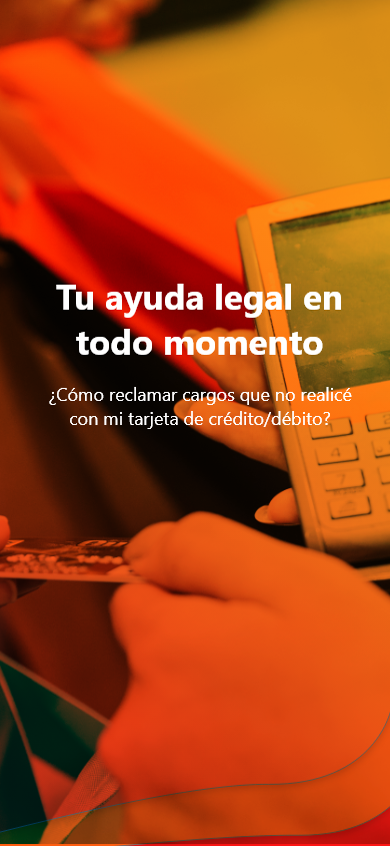 Tu ayuda legal en
todo momento
¿Cómo reclamar cargos que no realicé
con mi tarjeta de crédito/débito?